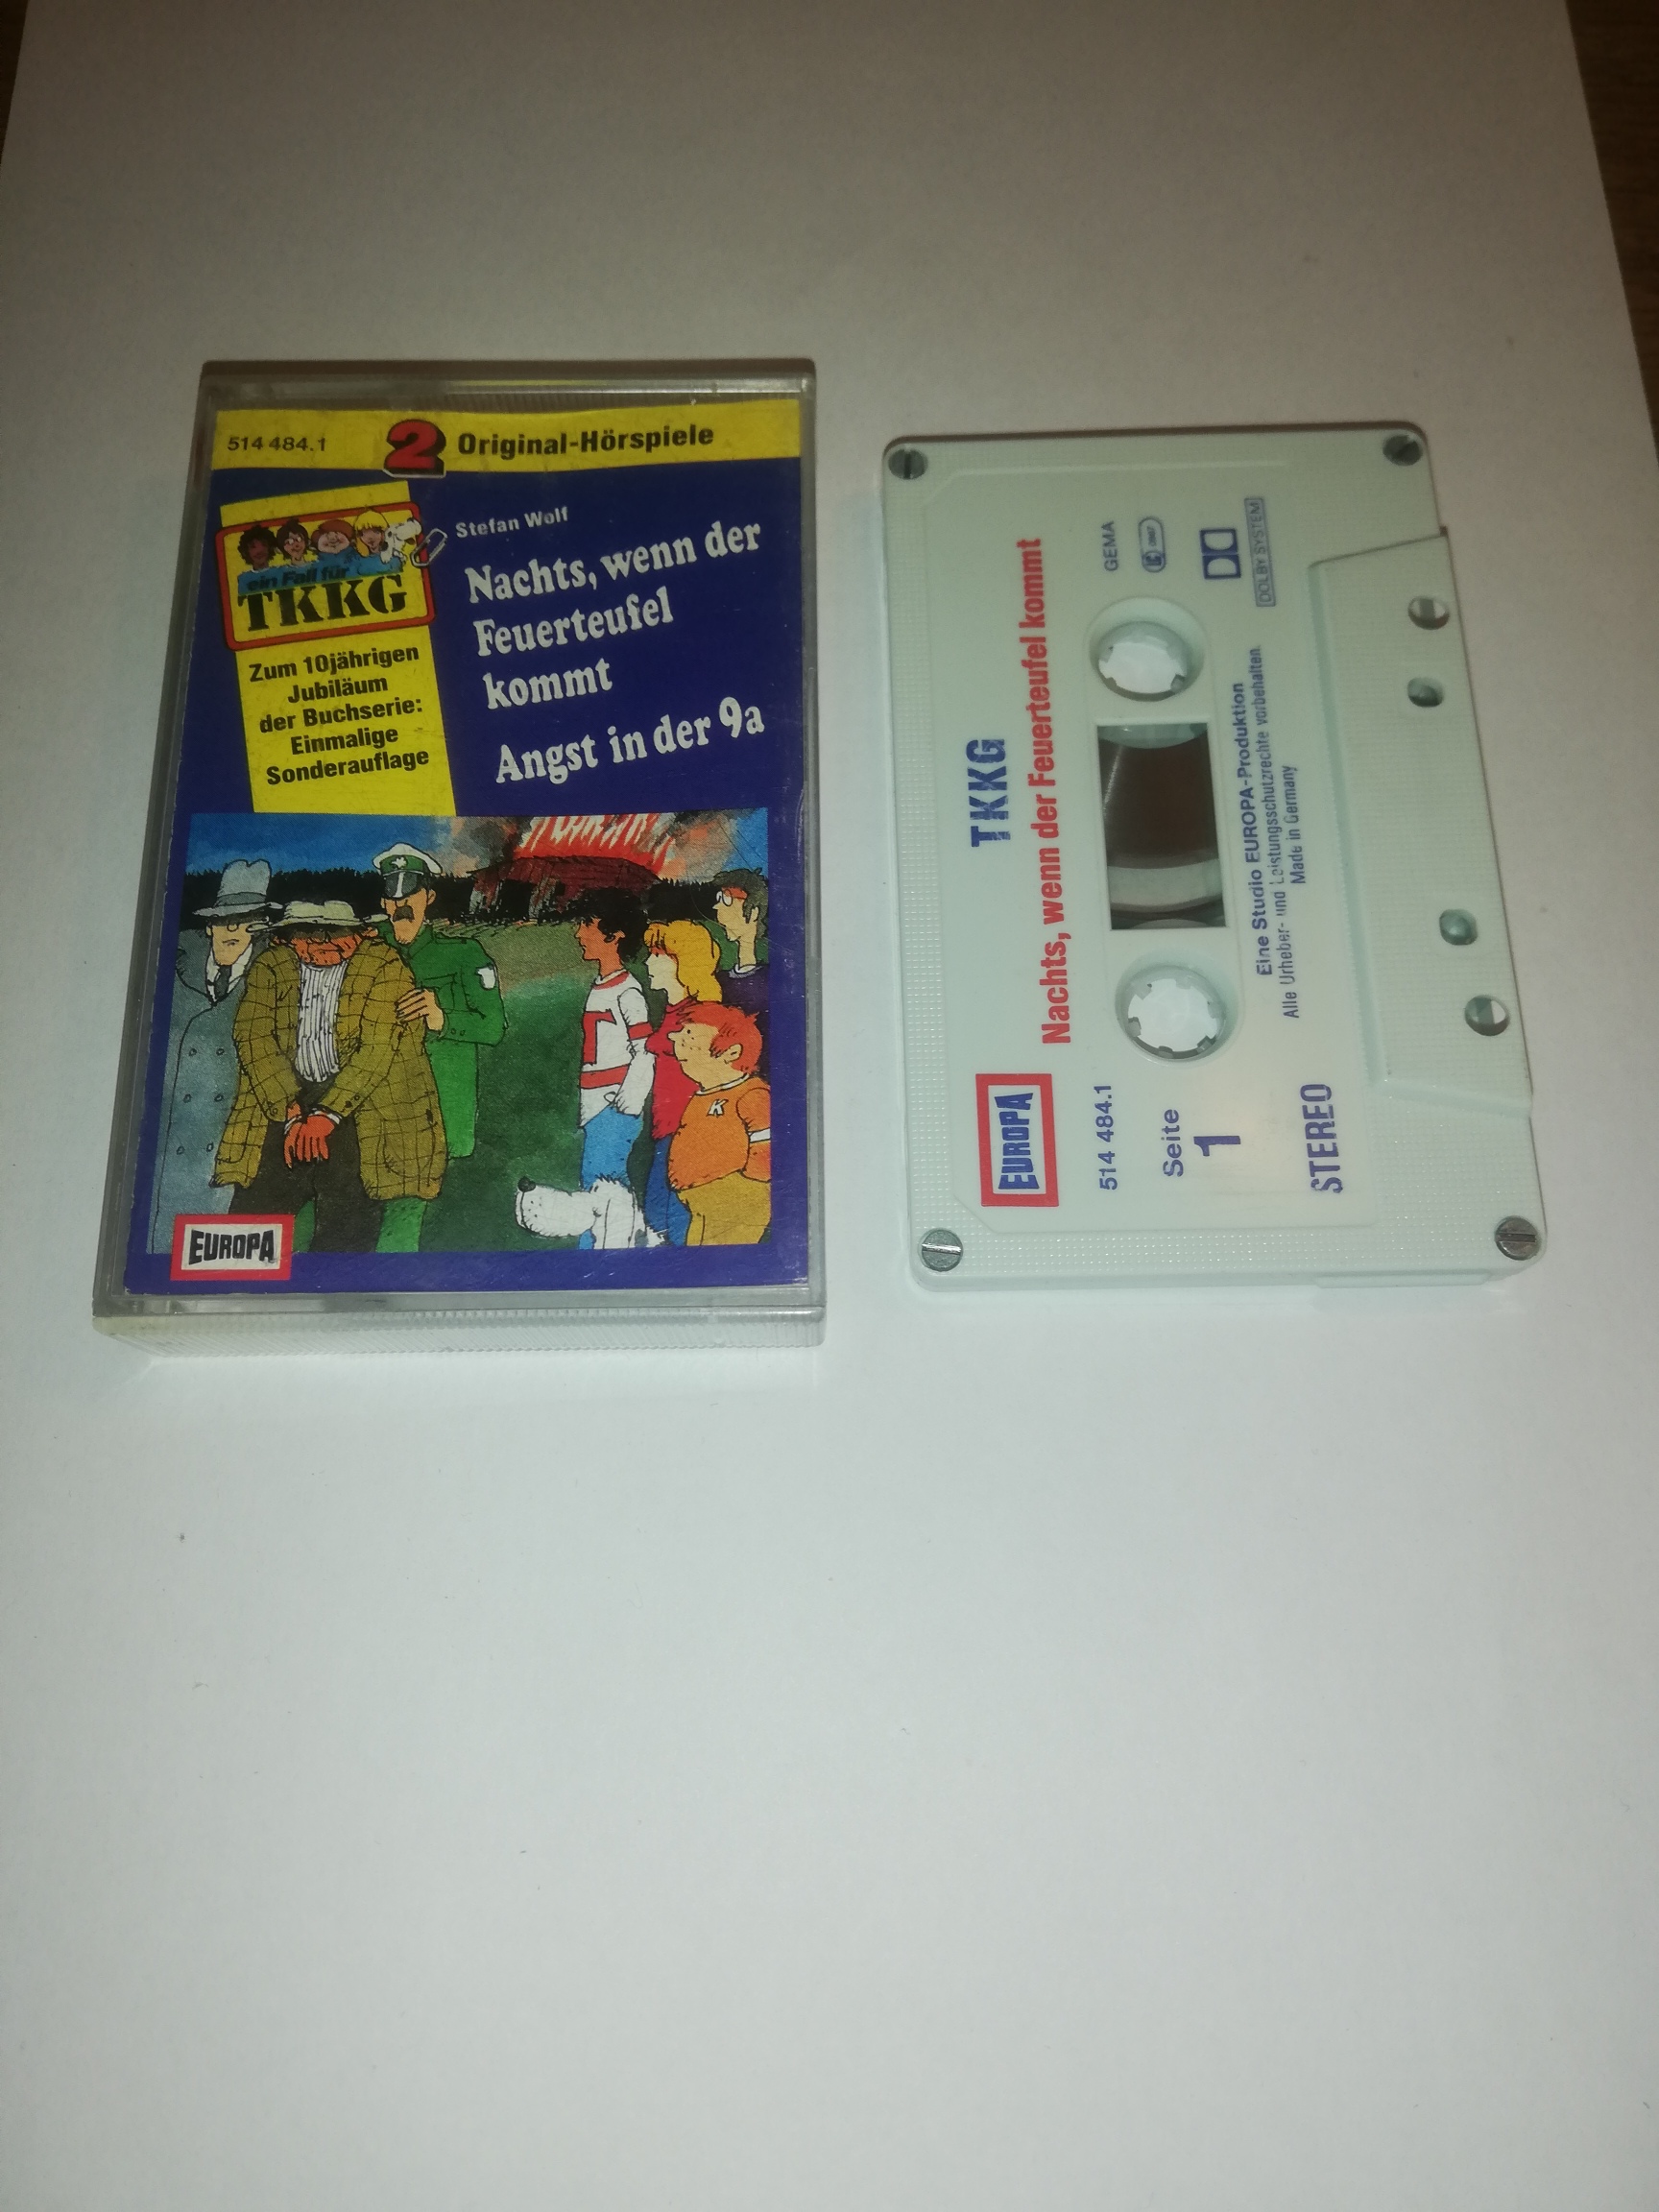 514 484.1
2 Original-Hörspiele
ein Fall für
TKKG
Zum 10jährigen
Jubiläum
der Buchserie:
Einmalige
Sonderauflage
Stefan Wolf
Nachts, wenn der
Feuerteufel
kommt
Angst in der 9a
T
K
EUROPA
EUROPA
TKKG
Nachts, wenn der Feuerteufel kommt
514 484.1
GEMA
LC
Seite
1
DOLBY SYSTEM
Eine Studio EUROPA-Produktion
Alle Urheber- und Leistungsschutzrechte vorbehalten.
Made in Germany
STEREO